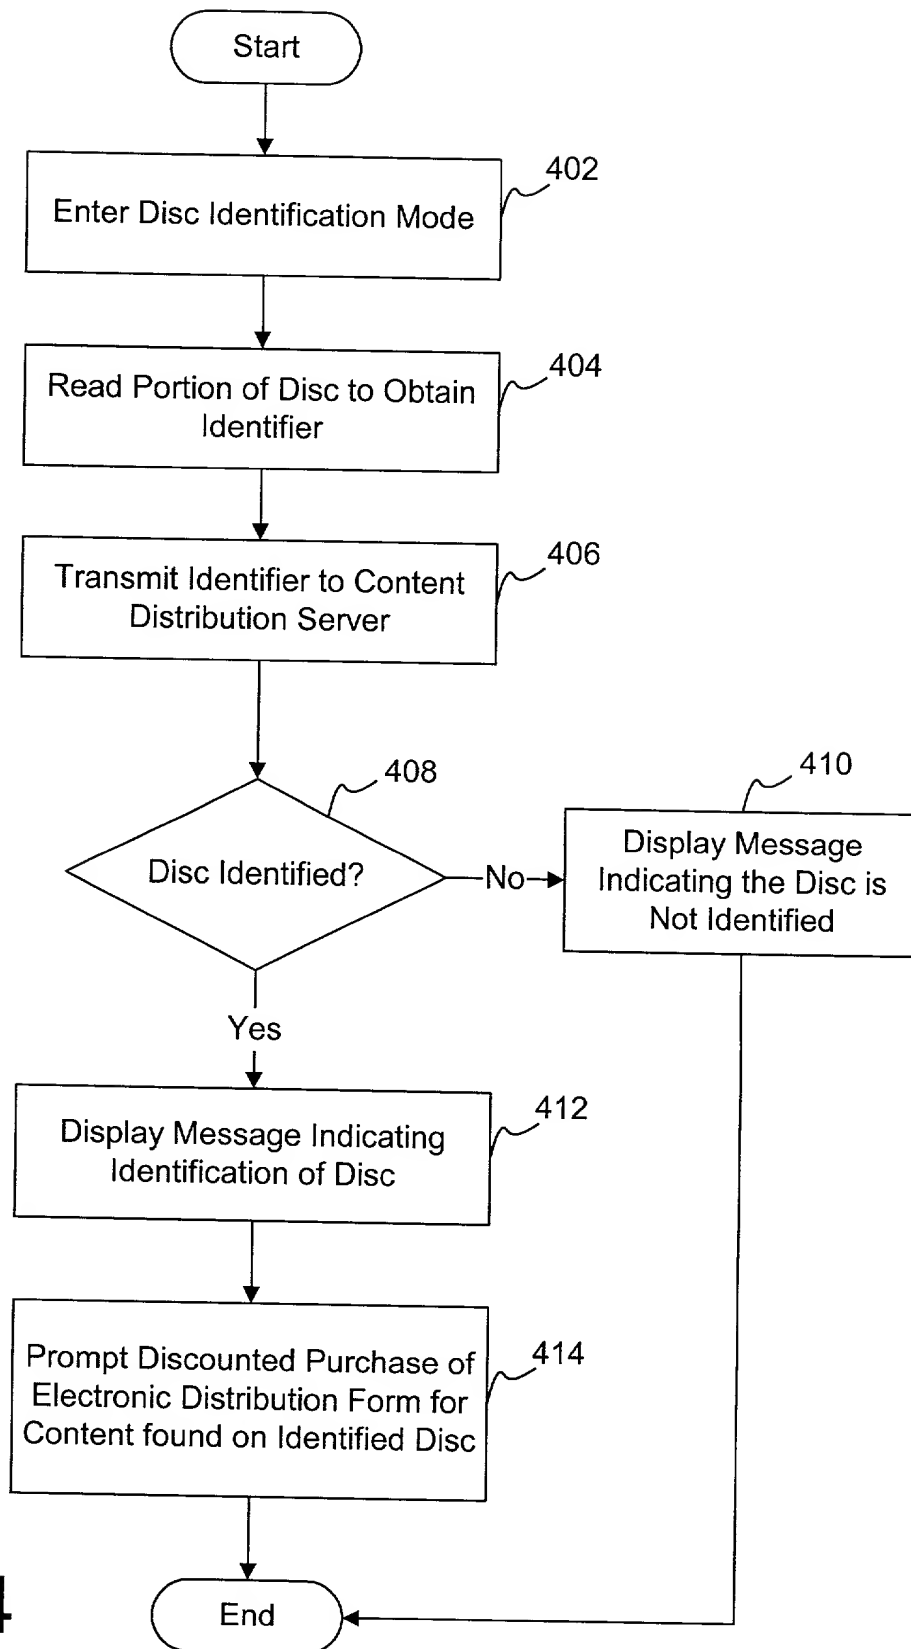 Start
Enter Disc Identification Mode
402
Read Portion of Disc to Obtain
Identifier
404
Transmit Identifier to Content
Distribution Server
406
Disc Identified?
408
No
Display Message
Indicating the Disc is
Not Identified
410
Yes
Display Message Indicating
Identification of Disc
412
Prompt Discounted Purchase of
Electronic Distribution Form for
Content found on Identified Disc
414
End